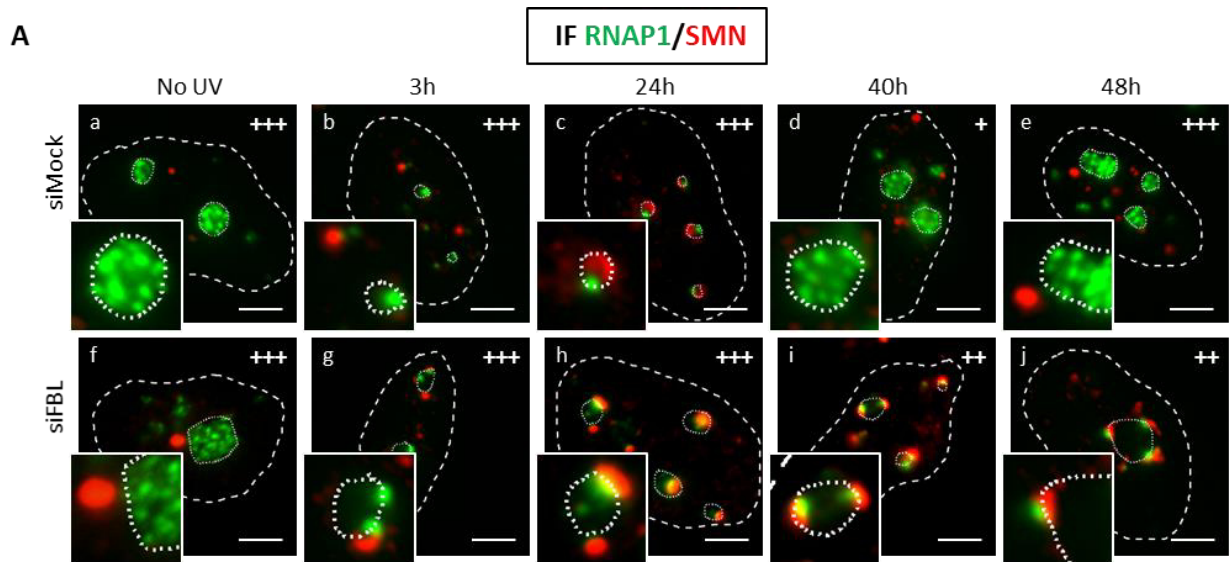 A
IF RNAP1/SMN
No UV 3h 24h 40h 48h
siMock
a +++ b +++ c +++ d + e +++
siFBL
f +++ g +++ h +++ i ++ j ++